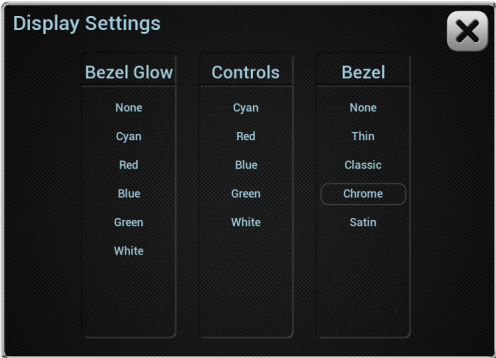 Display Settings
Bezel Glow
None
Cyan
Red
Blue
Green
White
Controls
Cyan
Red
Blue
Green
White
Bezel
None
Thin
Classic
Chrome
Satin